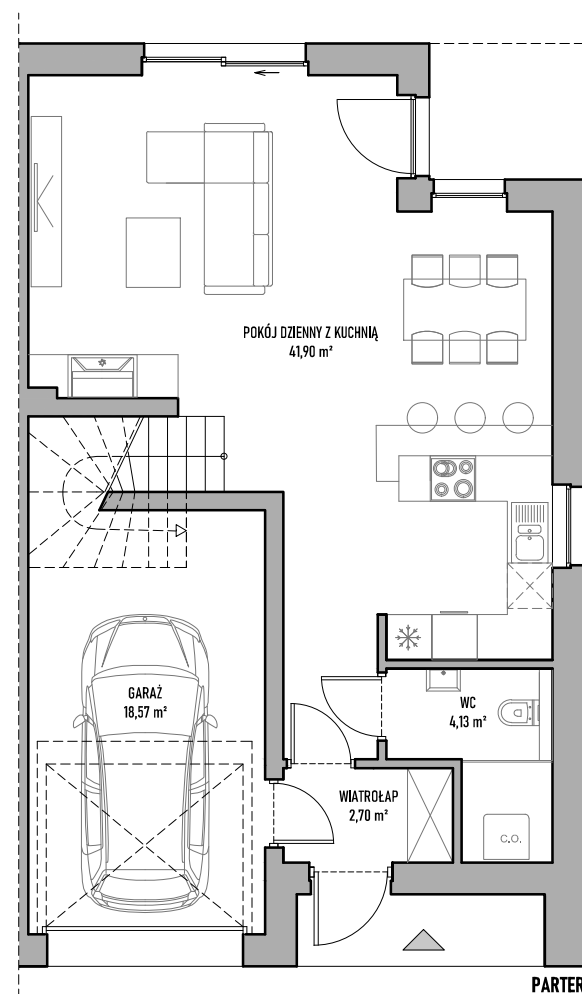 POKÓJ DZIENNY Z KUCHNIĄ
41,90 m²
GARAŻ
18,57 m²
WC
4,13 m²
WIATROŁAP
2,70 m²
C.O.
PARTER